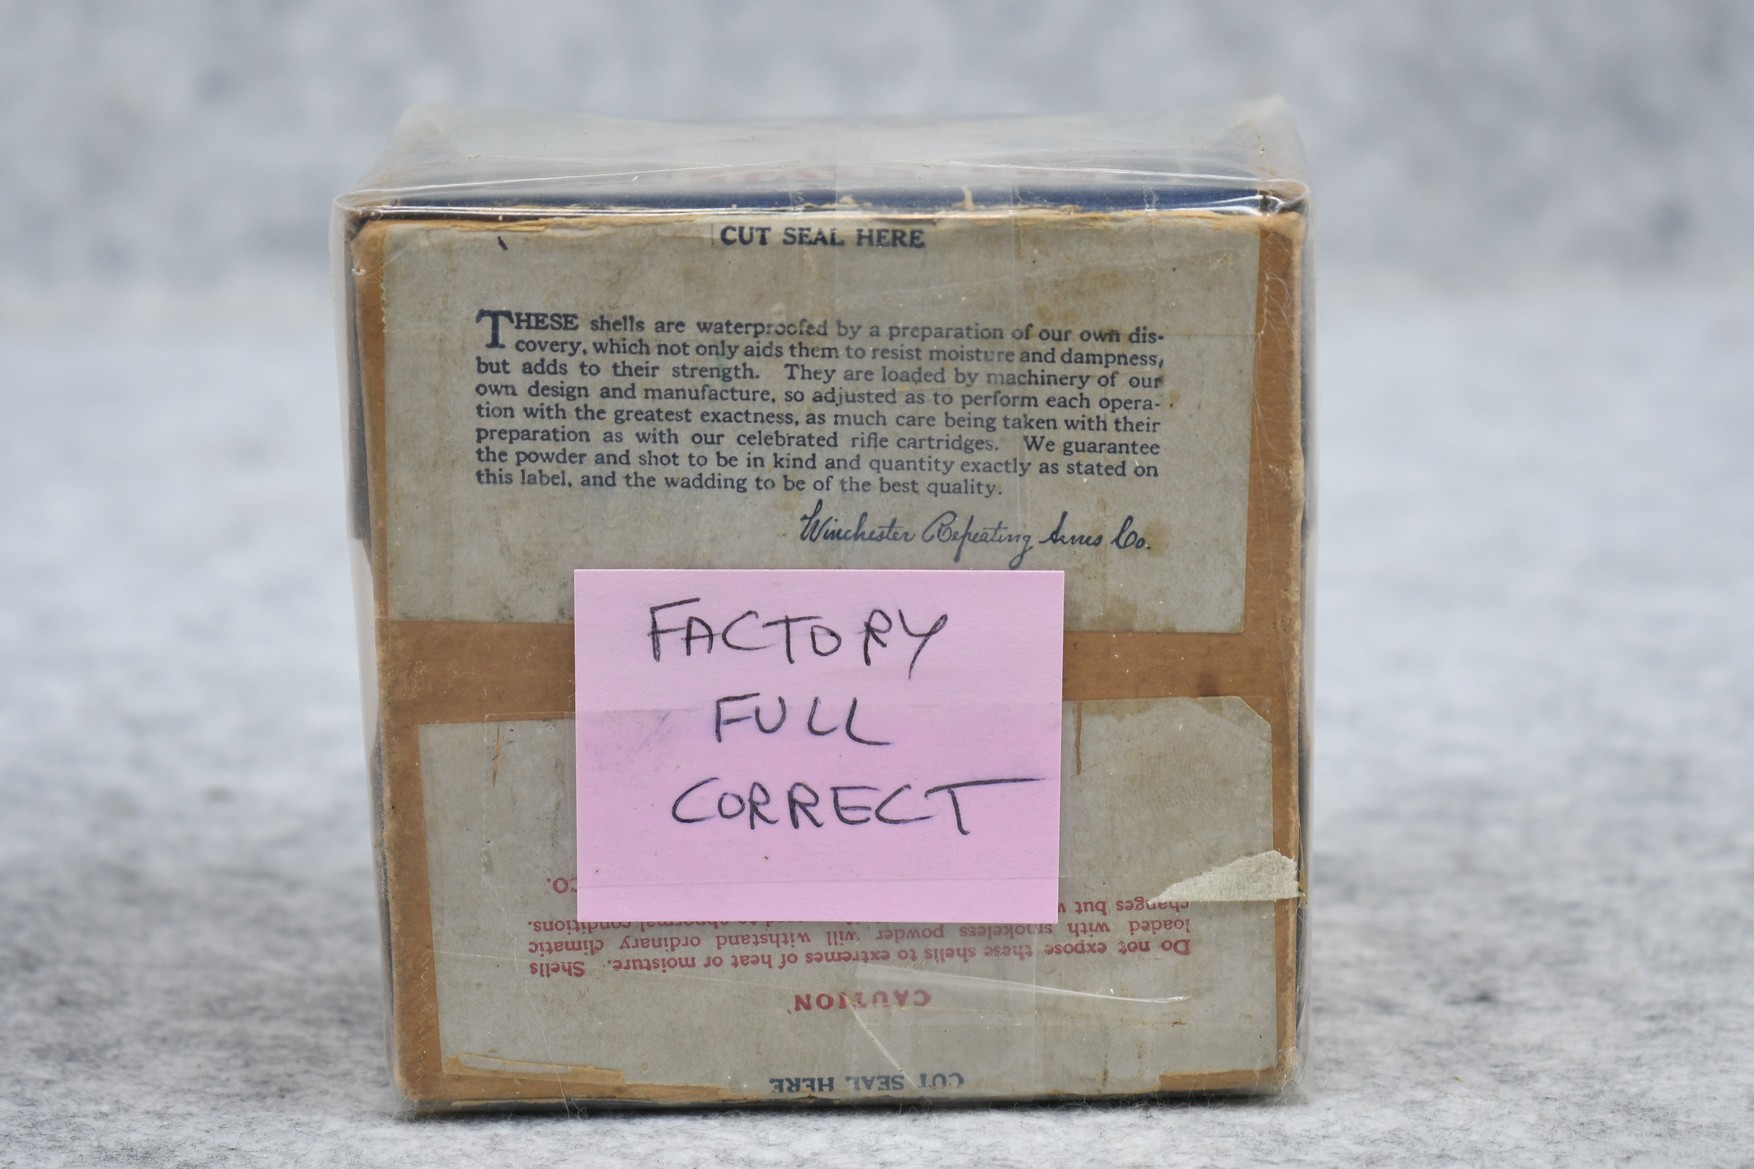 CUT SEAL HERE
THESE shells are waterproofed by a preparation of our own dis-
covery, which not only aids them to resist moisture and dampness,
but adds to their strength. They are loaded by machinery of our
own design and manufacture, so adjusted as to perform each opera-
tion with the greatest exactness, as much care being taken with their
preparation as with our celebrated rifle cartridges. We guarantee
the powder and shot to be in kind and quantity exactly as stated on
this label, and the wadding to be of the best quality.
Winchester Repeating Arms Co.
FACTORY
FULL
CORRECT
CUT SEAL HERE
CAUTION
Do not expose these shells to extremes of heat or moisture. Shells
loaded with smokeless powder will withstand ordinary climatic
changes but abnormal conditions.
CO.